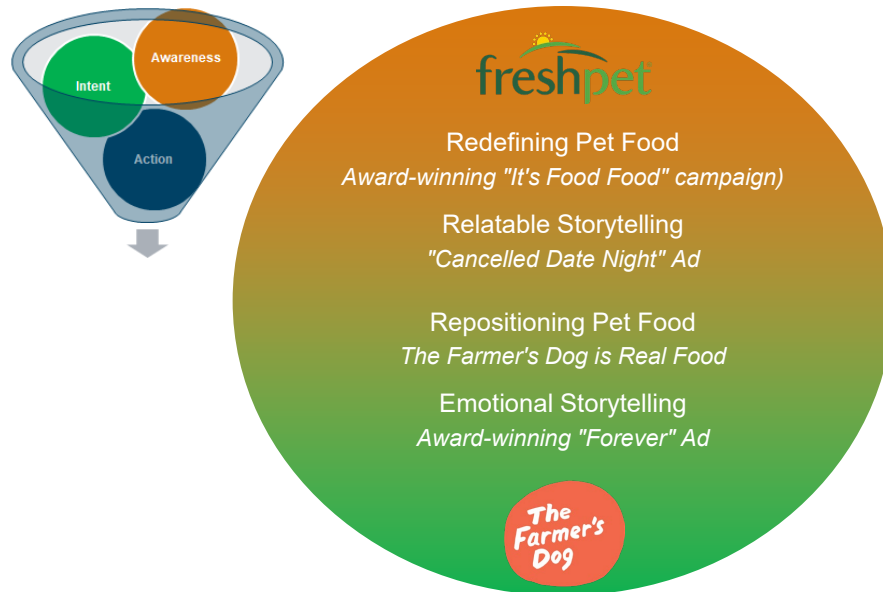 Awareness
Intent
Action
freshpet
Redefining Pet Food
Award-winning "It's Food Food" campaign)
Relatable Storytelling
"Cancelled Date Night" Ad
Repositioning Pet Food
The Farmer's Dog is Real Food
Emotional Storytelling
Award-winning "Forever" Ad
The
Farmer's
Dog